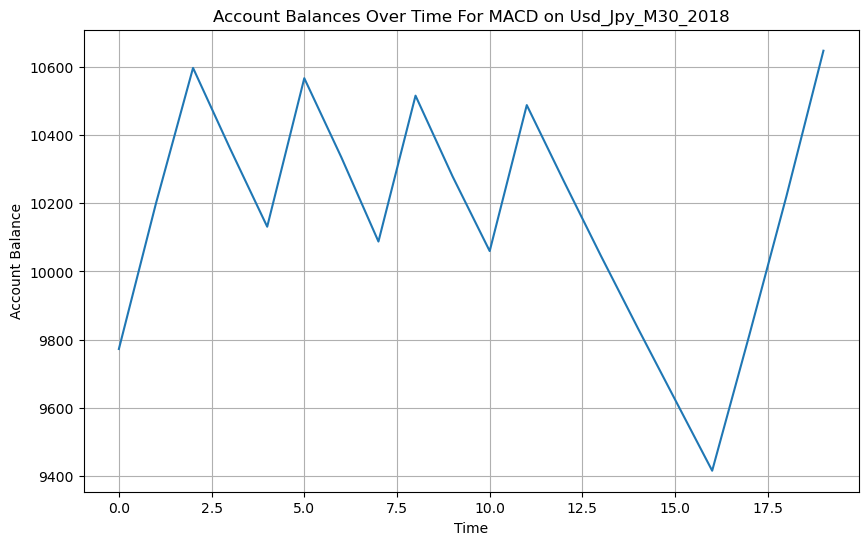 Account Balances Over Time For MACD on Usd_Jpy_M30_2018
10600
10400
10200
10000
9800
9600
9400
Account Balance
0.0 2.5 5.0 7.5 10.0 12.5 15.0 17.5
Time